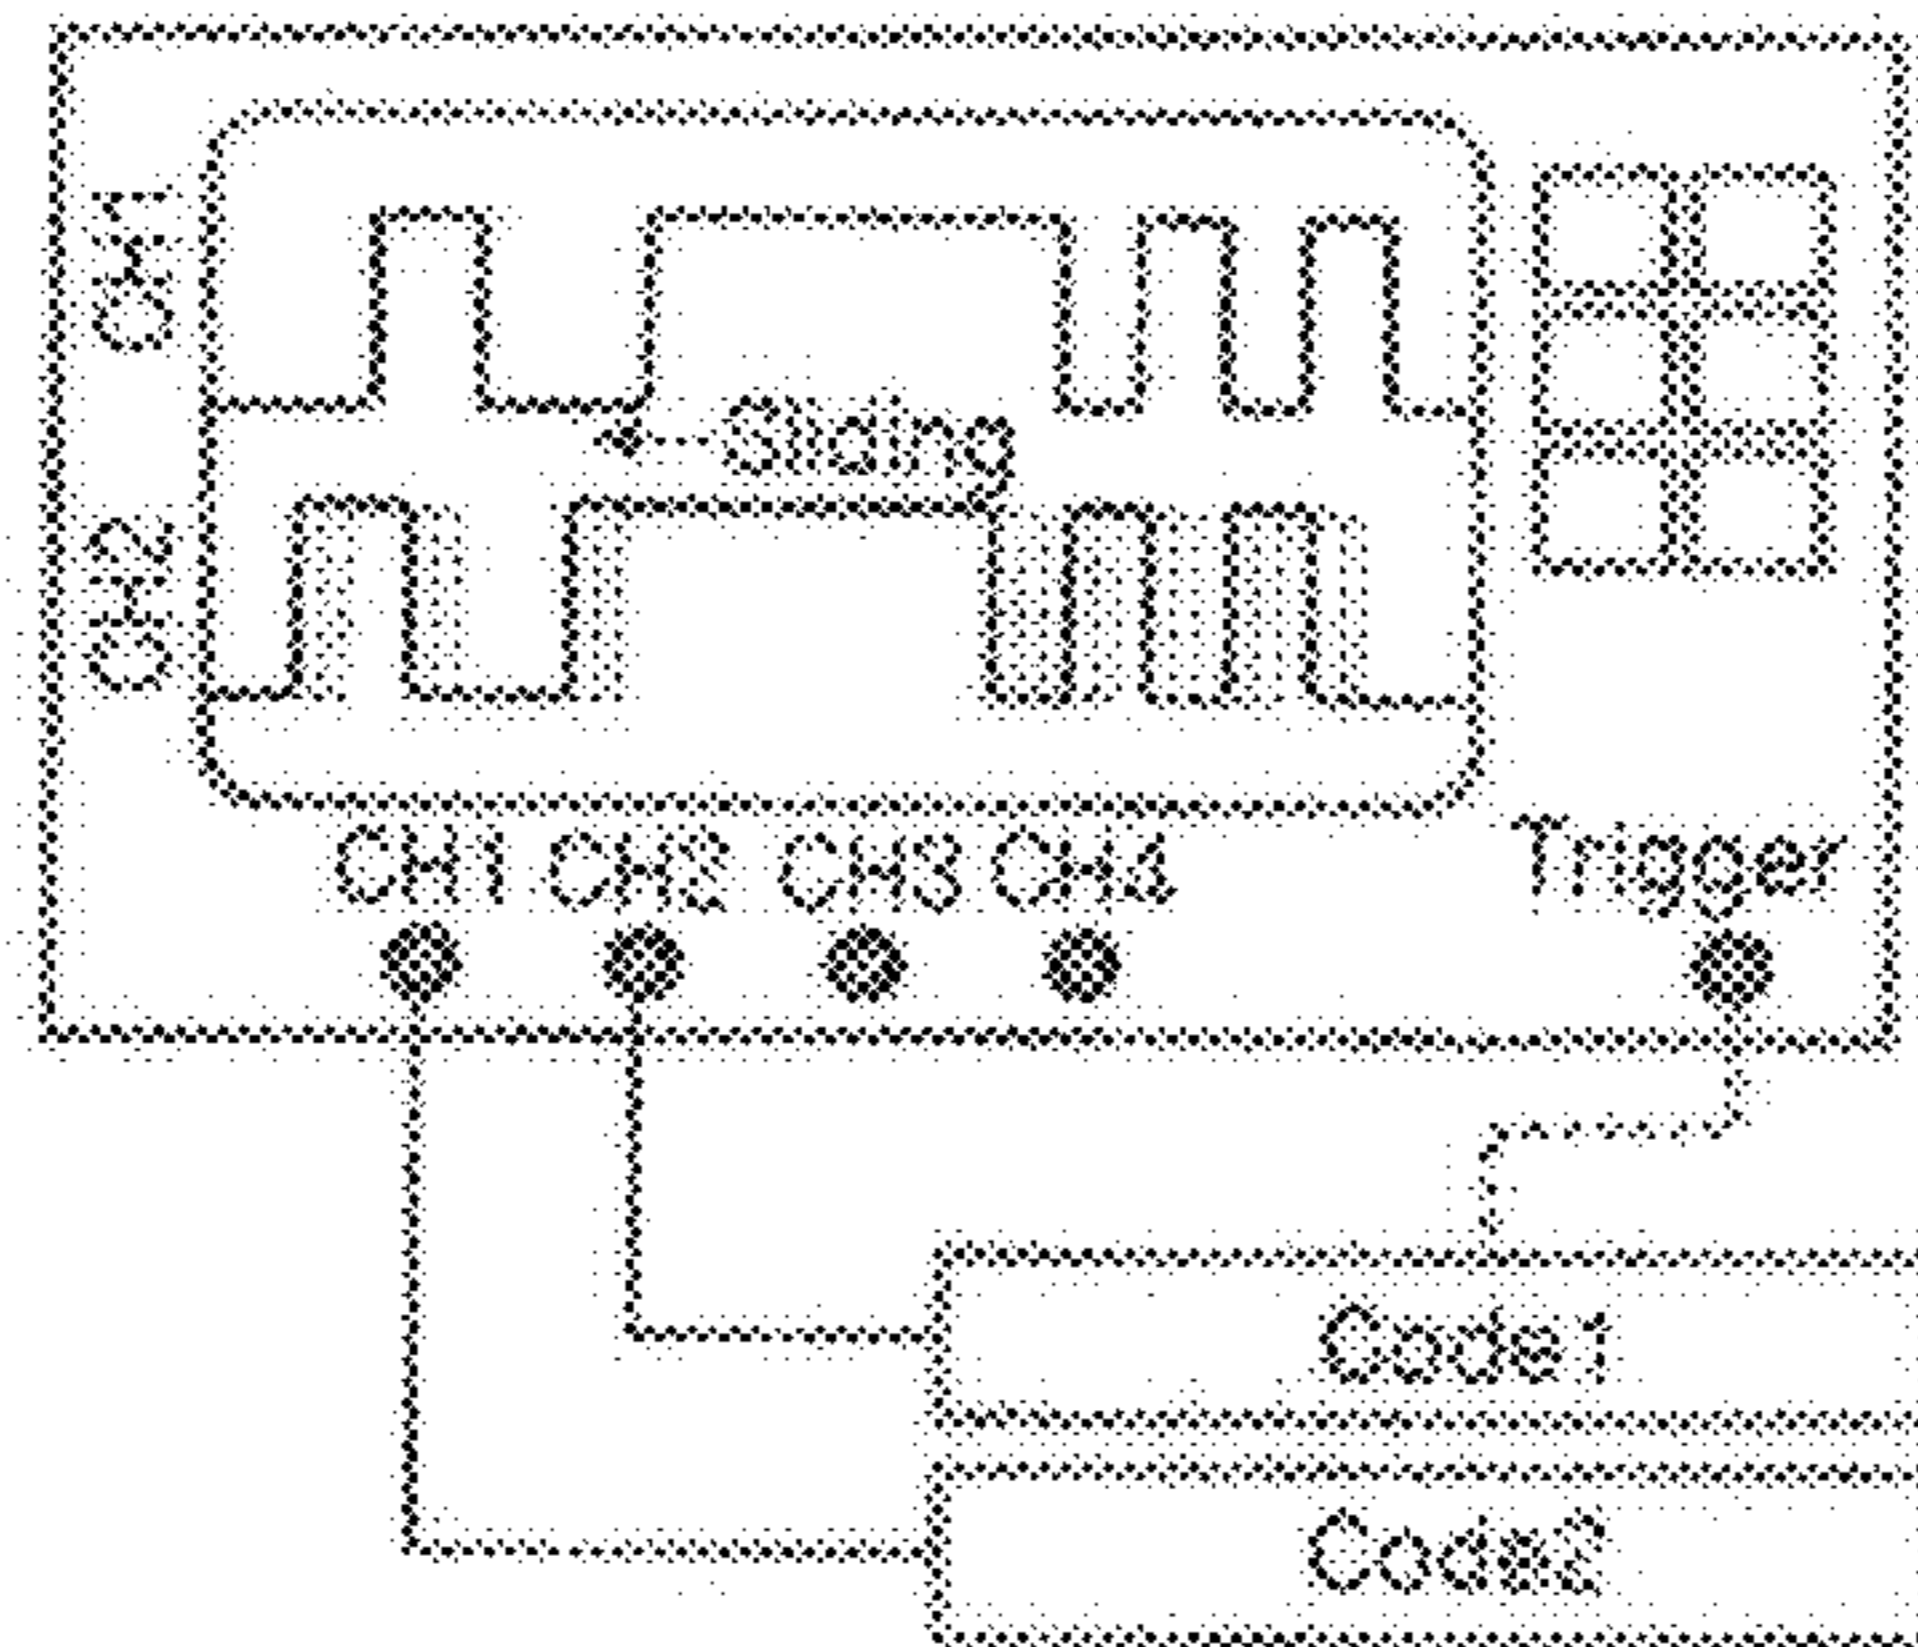 CH1
Sliding
CH2
CH1 CH2 CH3 CH4 Trigger
Code1
Code2